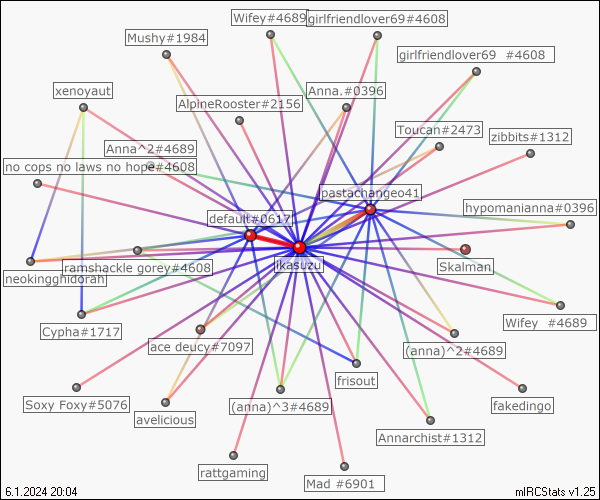 Wifey#4689
girlfriendlover69#4608
Mushy#1984
girlfriendlover69  #4608
xenoyaut
Anna.#0396
AlpineRooster#2156
Toucan#2473
zibbits#1312
Anna^2#4689
no cops no laws no hope#4608
pastachangeo41
hypomanianna#0396
default#0617
ikasuzu
ramshackle gorey#4608
Skalman
neokingghidorah
Wifey  #4689
Cypha#1717
ace deucy#7097
(anna)^2#4689
frisout
Soxy Foxy#5076
avelicious
(anna)^3#4689
fakedingo
Annarchist#1312
rattgaming
Mad #6901
6.1.2024 20:04
mIRCStats v1.25